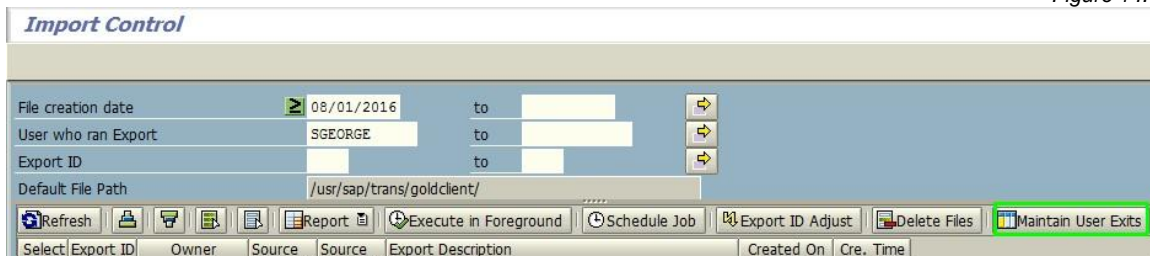 Import Control
File creation date 08/01/2016 to
User who ran Export SGEORGE to
Export ID to
Default File Path /usr/sap/trans/goldclient/
Refresh Report Execute in Foreground Schedule Job Export ID Adjust Delete Files Maintain User Exits
Select Export ID Owner Source Source Export Description Created On Cre. Time